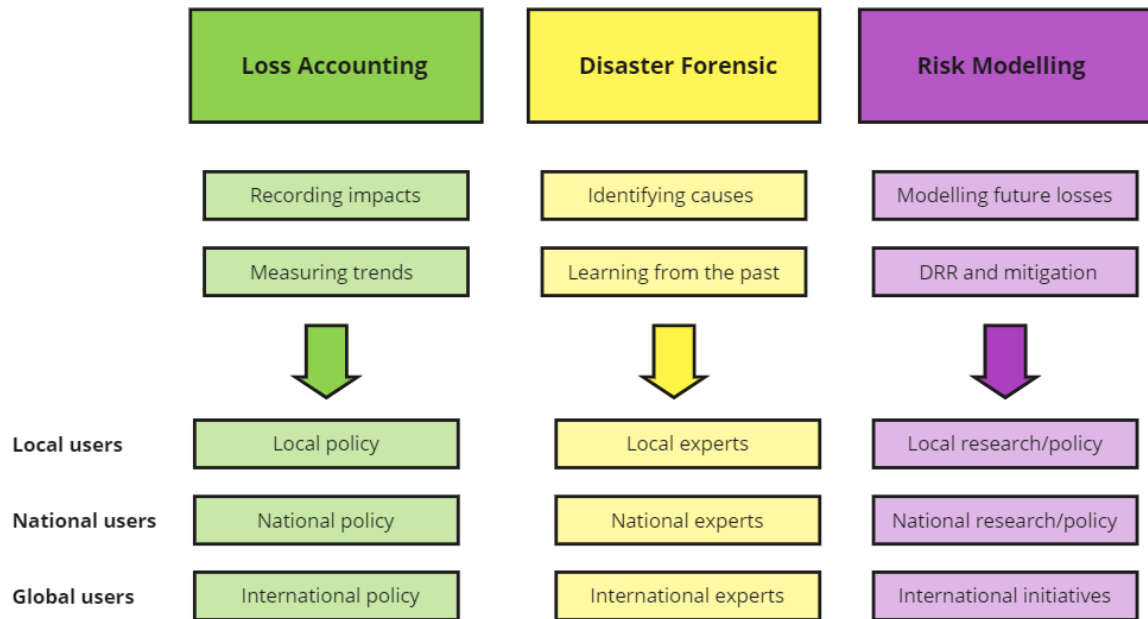 Loss Accounting
Disaster Forensic
Risk Modelling
Recording impacts
Identifying causes
Modelling future losses
Measuring trends
Learning from the past
DRR and mitigation
Local users
Local policy
Local experts
Local research/policy
National users
National policy
National experts
National research/policy
Global users
International policy
International experts
International initiatives